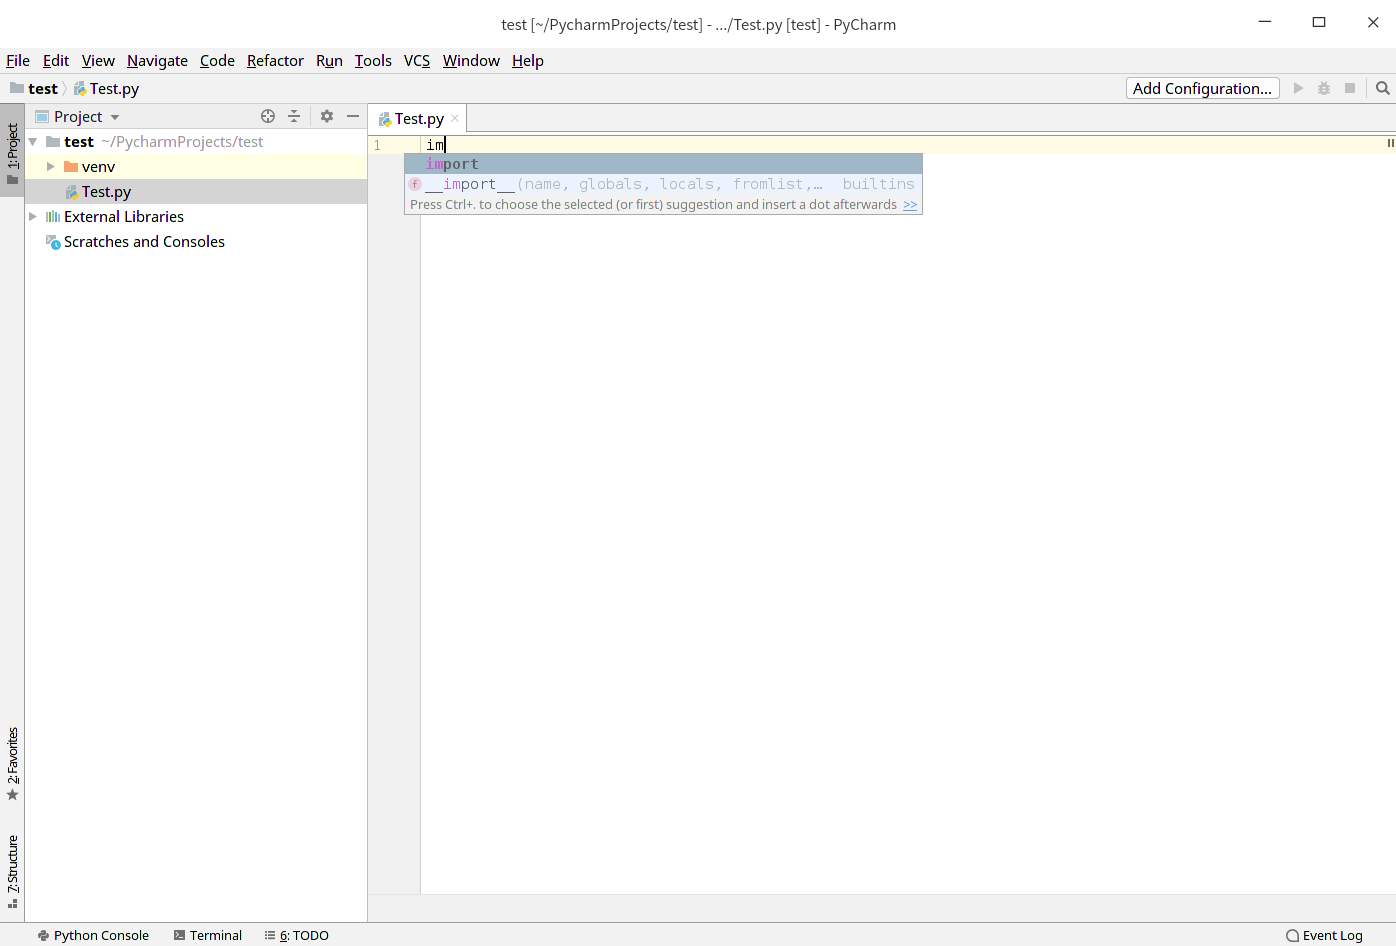 test [~/PycharmProjects/test] - .../Test.py [test] - PyCharm
File Edit View Navigate Code Refactor Run Tools VCS Window Help
test Test.py Add Configuration...
1: Project
Project
test ~/PycharmProjects/test
venv
Test.py
External Libraries
Scratches and Consoles
Test.py
1 im
import
f __import__(name, globals, locals, fromlist,… builtins
Press Ctrl+. to choose the selected (or first) suggestion and insert a dot afterwards >>
2: Favorites
7: Structure
Python Console Terminal 6: TODO Event Log